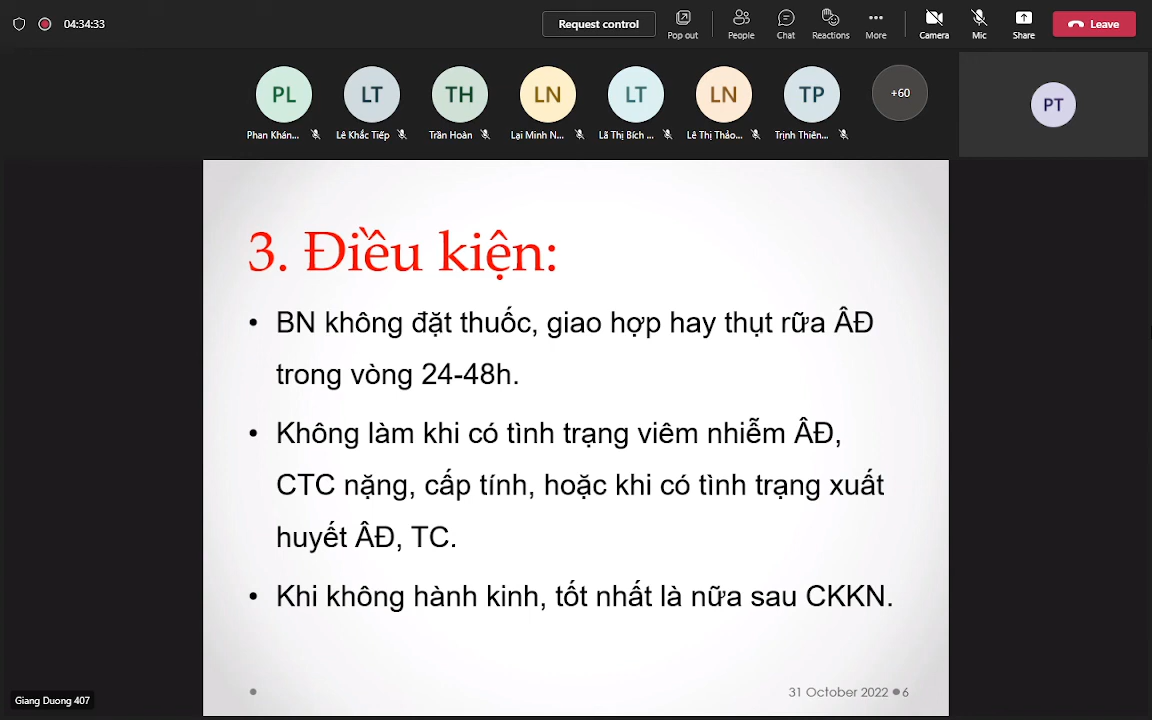 04:34:33
Request control
Pop out
People
Chat
Reactions
More
Camera
Mic
Share
Leave
PL
LT
TH
LN
LT
LN
TP
+60
PT
Phan Khán...
Lê Khắc Tiếp
Trần Hoàn
Lại Minh N...
Lã Thị Bích ...
Lê Thị Thảo...
Trịnh Thiên...
3. Điều kiện:
• BN không đặt thuốc, giao hợp hay thụt rữa ÂĐ
trong vòng 24-48h.
• Không làm khi có tình trạng viêm nhiễm ÂĐ,
CTC nặng, cấp tính, hoặc khi có tình trạng xuất
huyết ÂĐ, TC.
• Khi không hành kinh, tốt nhất là nữa sau CKKN.
31 October 2022 ● 6
Giang Duong 407